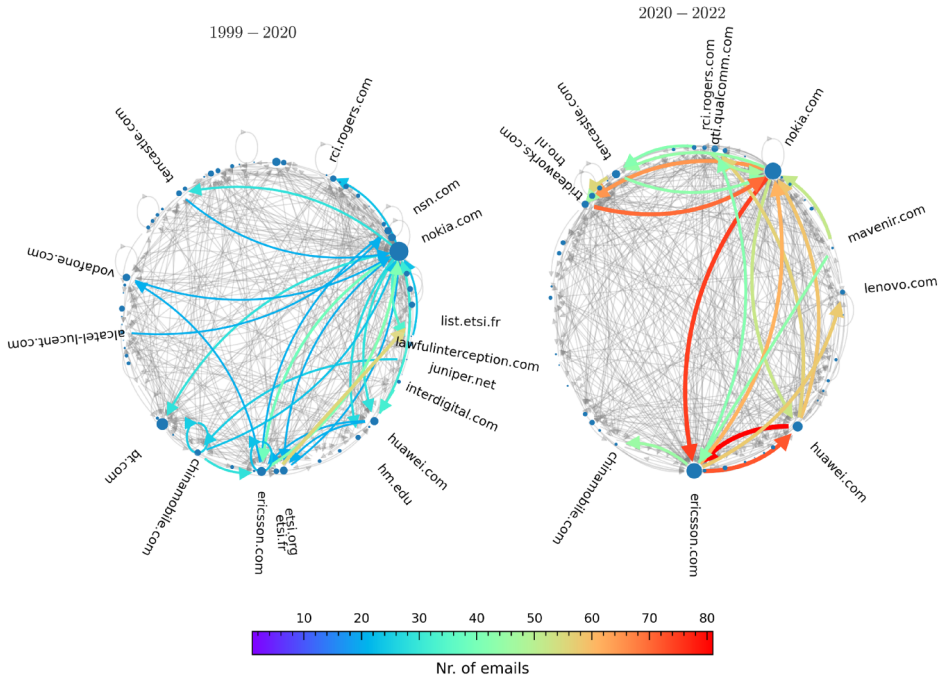 1999 – 2020
2020 – 2022
tencastle.com
rci.rogers.com
nsn.com
nokia.com
vodafone.com
alcatel-lucent.com
list.etsi.fr
lawfulinterception.com
juniper.net
interdigital.com
huawei.com
hm.edu
bt.com
chinamobile.com
ericsson.com
etsi.fr
etsi.org
trideaworks.com
tno.nl
tencastle.com
rci.rogers.com
qti.qualcomm.com
nokia.com
mavenir.com
lenovo.com
huawei.com
ericsson.com
chinamobile.com
10 20 30 40 50 60 70 80
Nr. of emails